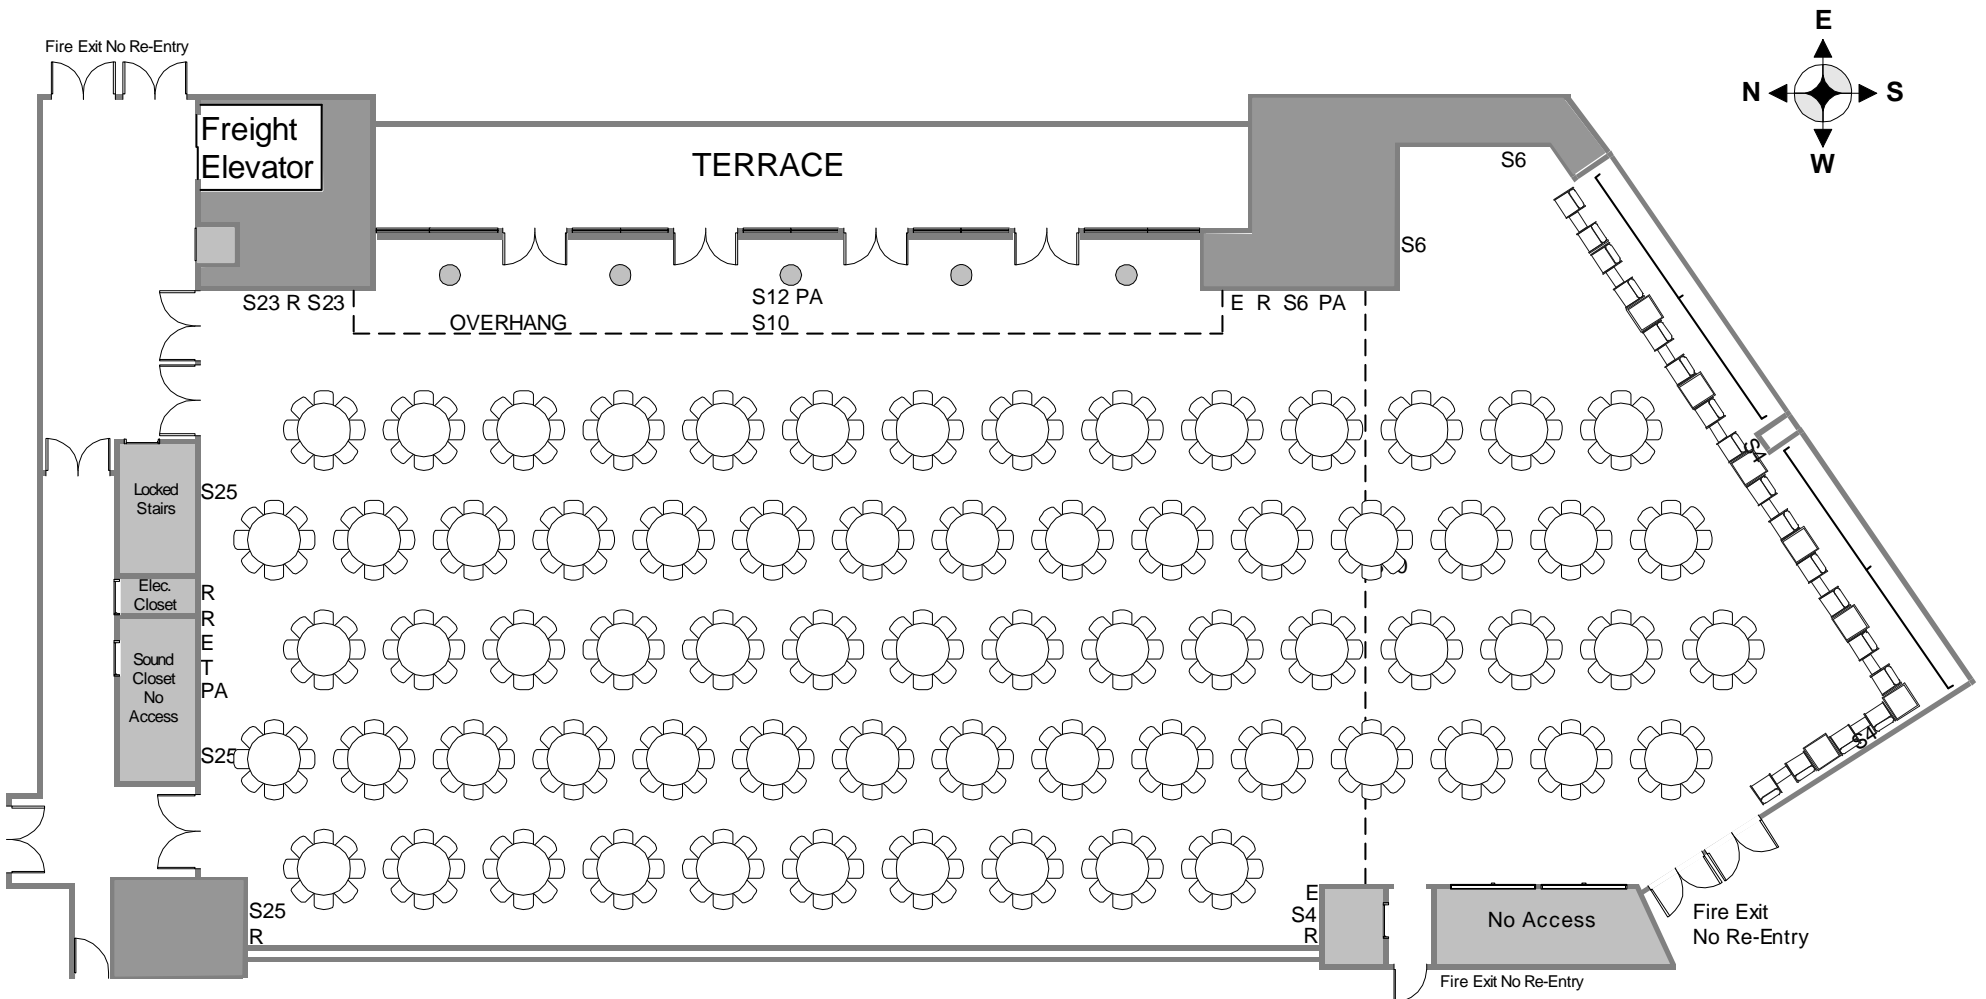 E
Fire Exit No Re-Entry
N
S
Freight
Elevator
TERRACE
W
S6
S6
S23 R S23
S12 PA
E R S6 PA
OVERHANG
S10
S4
Locked
Stairs
S25
Elec.
Closet
R
R
E
T
PA
Sound
Closet
No
Access
S25
S4
E
S4
R
S25
R
No Access
Fire Exit
No Re-Entry
Fire Exit No Re-Entry